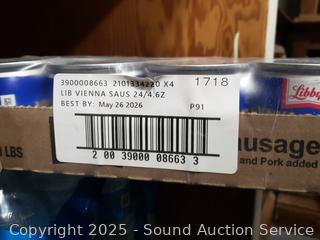 3900008663 2101334220 X4 1718
LIB VIENNA SAUS 24/4.6Z
BEST BY: May 26 2026 P91
2 00 39000 08663 3
LBS
ausage
and Pork added
Libby's
Copyright 2025 - Sound Auction Service